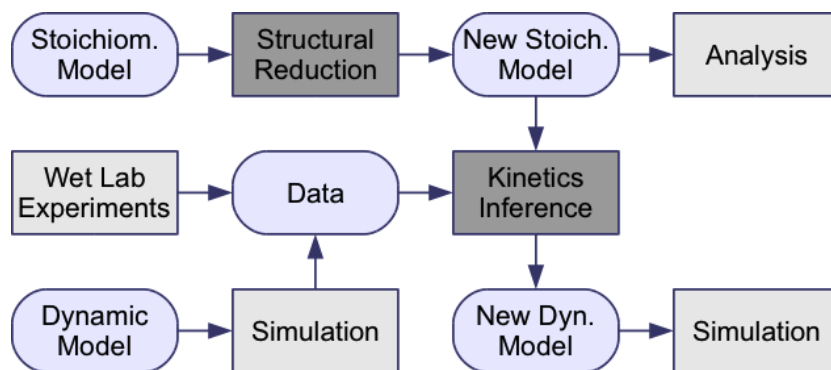 Stoichiom.
Model
Structural
Reduction
New Stoich.
Model
Analysis
Wet Lab
Experiments
Data
Kinetics
Inference
Dynamic
Model
Simulation
New Dyn.
Model
Simulation